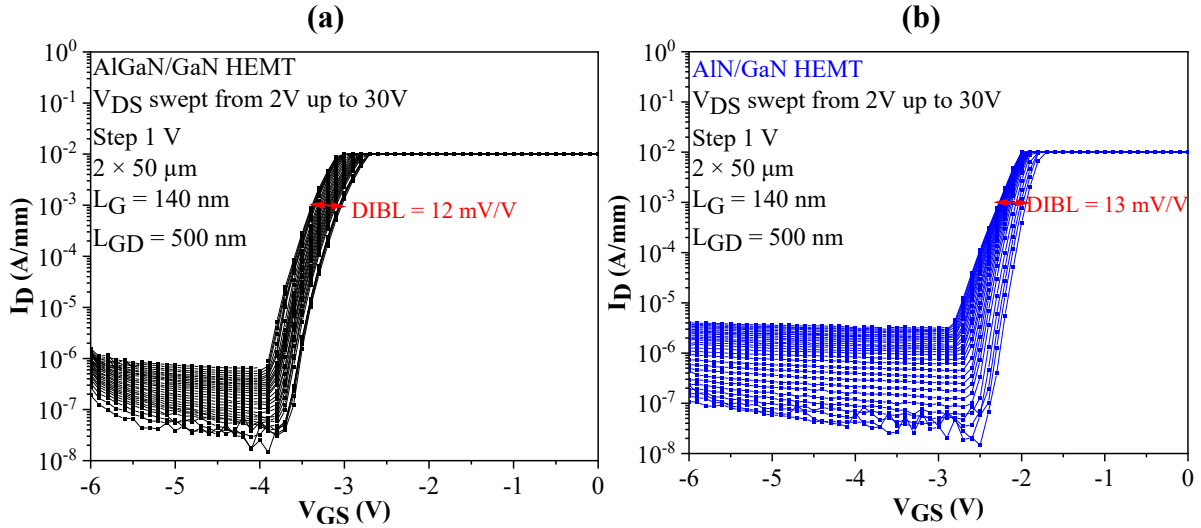 (a)
10⁰
10⁻¹
10⁻²
10⁻³
10⁻⁴
10⁻⁵
10⁻⁶
10⁻⁷
10⁻⁸
I_D (A/mm)
AlGaN/GaN HEMT
V_DS swept from 2V up to 30V
Step 1 V
2 × 50 µm
L_G = 140 nm
L_GD = 500 nm
DIBL = 12 mV/V
-6 -5 -4 -3 -2 -1 0
V_GS (V)
(b)
10⁰
10⁻¹
10⁻²
10⁻³
10⁻⁴
10⁻⁵
10⁻⁶
10⁻⁷
10⁻⁸
I_D (A/mm)
AlN/GaN HEMT
V_DS swept from 2V up to 30V
Step 1 V
2 × 50 µm
L_G = 140 nm
L_GD = 500 nm
DIBL = 13 mV/V
-6 -5 -4 -3 -2 -1 0
V_GS (V)